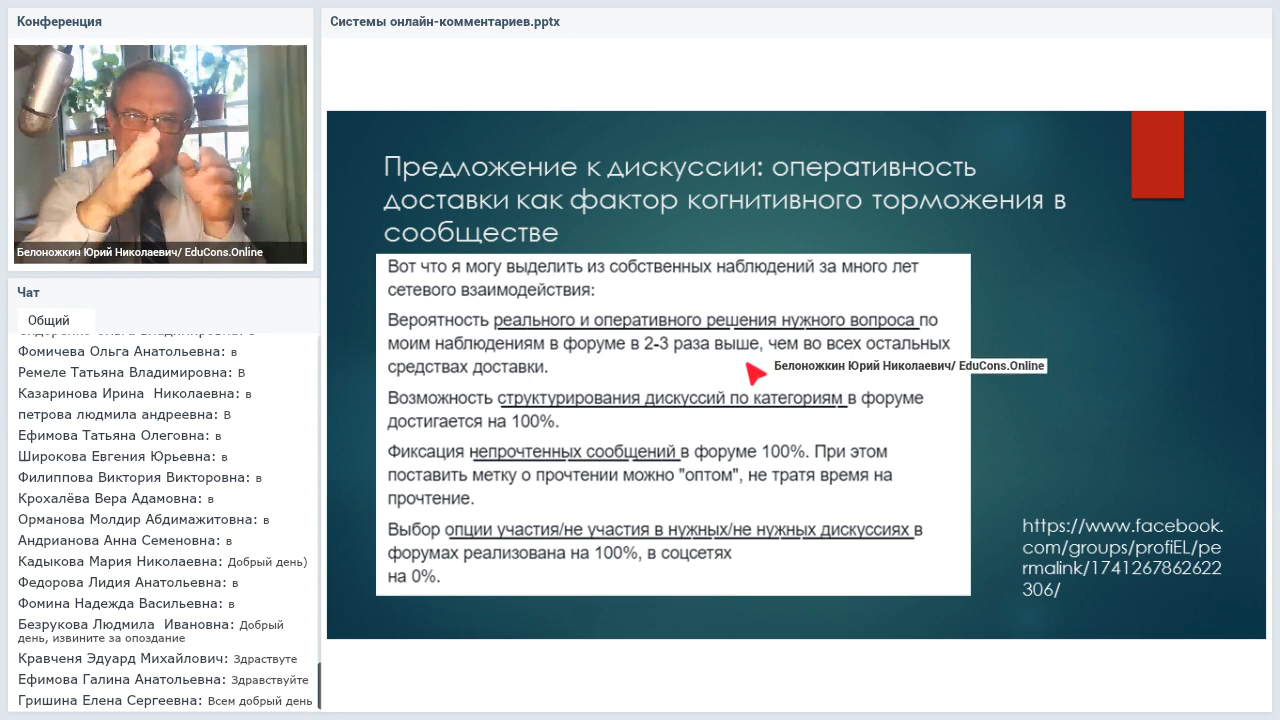 Конференция
Белоножкин Юрий Николаевич/ EduCons.Online
Чат
Общий
Фомичева Ольга Анатольевна: в
Ремеле Татьяна Владимировна: В
Казаринова Ирина  Николаевна: в
петрова людмила андреевна: В
Ефимова Татьяна Олеговна: в
Широкова Евгения Юрьевна: в
Филиппова Виктория Викторовна: в
Крохалёва Вера Адамовна: в
Орманова Молдир Абдимажитовна: в
Андрианова Анна Семеновна: в
Кадыкова Мария Николаевна: Добрый день)
Федорова Лидия Анатольевна: в
Фомина Надежда Васильевна: в
Безрукова Людмила  Ивановна: Добрый
день, извините за опоздание
Кравченя Эдуард Михайлович: Здраствуте
Ефимова Галина Анатольевна: Здравствуйте
Гришина Елена Сергеевна: Всем добрый день
Системы онлайн-комментариев.pptx
Предложение к дискуссии: оперативность
доставки как фактор когнитивного торможения в
сообществе
Вот что я могу выделить из собственных наблюдений за много лет
сетевого взаимодействия:
Вероятность реального и оперативного решения нужного вопроса по
моим наблюдениям в форуме в 2-3 раза выше, чем во всех остальных
средствах доставки.
Белоножкин Юрий Николаевич/ EduCons.Online
Возможность структурирования дискуссий по категориям в форуме
достигается на 100%.
Фиксация непрочтенных сообщений в форуме 100%. При этом
поставить метку о прочтении можно "оптом", не тратя время на
прочтение.
Выбор опции участия/не участия в нужных/не нужных дискуссиях в
форумах реализована на 100%, в соцсетях
на 0%.
https://www.facebook.
com/groups/profiEL/pe
rmalink/1741267862622
306/